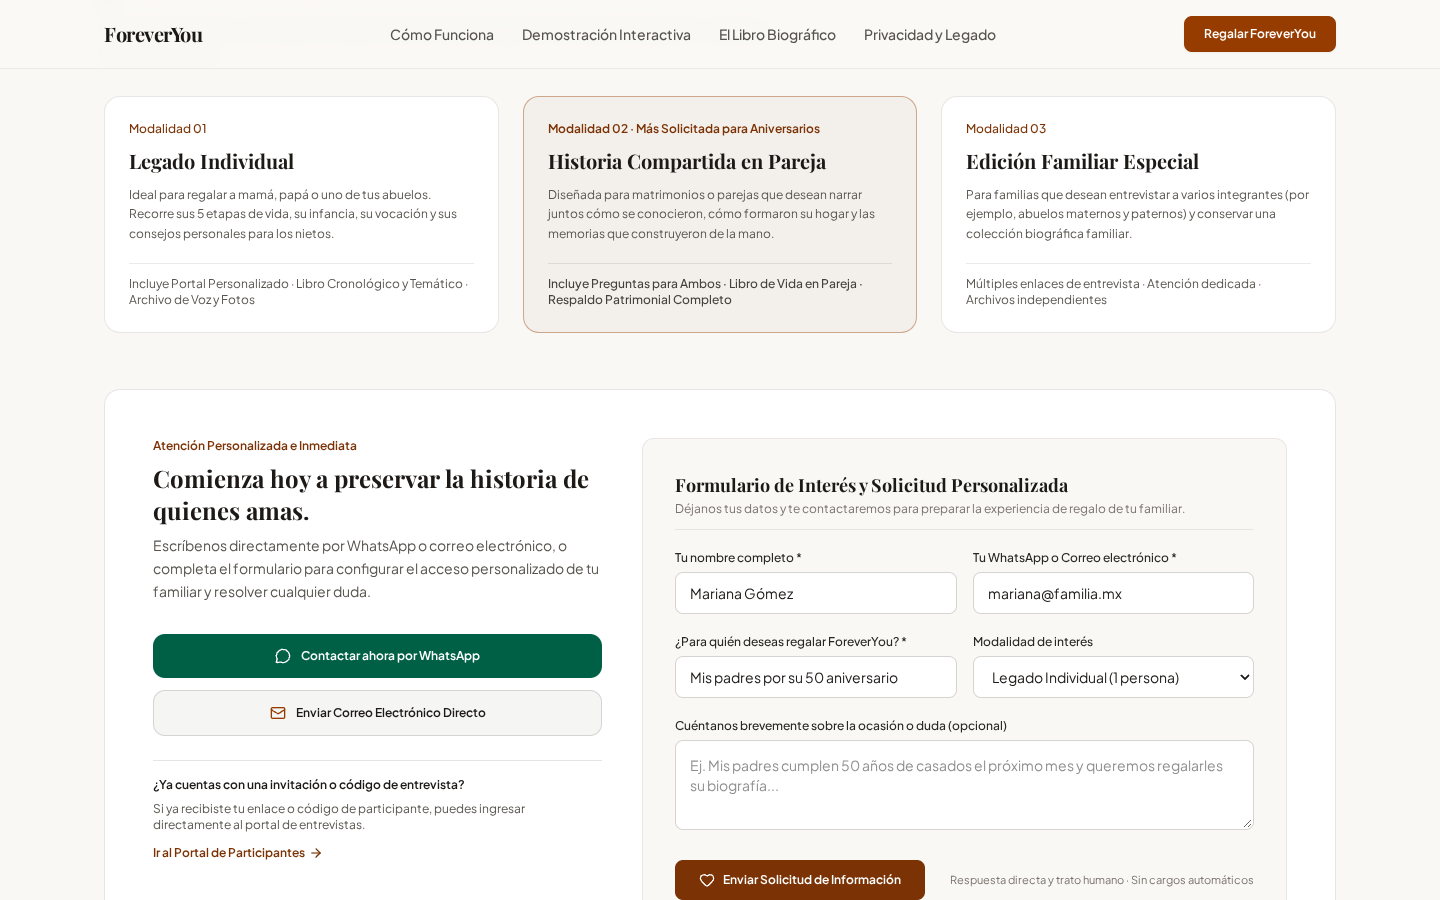 ForeverYou
Cómo Funciona
Demostración Interactiva
El Libro Biográfico
Privacidad y Legado
Regalar ForeverYou
Modalidad 01
Legado Individual
Ideal para regalar a mamá, papá o uno de tus abuelos.
Recorre sus 5 etapas de vida, su infancia, su vocación y sus
consejos personales para los nietos.
Incluye Portal Personalizado · Libro Cronológico y Temático ·
Archivo de Voz y Fotos
Modalidad 02 · Más Solicitada para Aniversarios
Historia Compartida en Pareja
Diseñada para matrimonios o parejas que desean narrar
juntos cómo se conocieron, cómo formaron su hogar y las
memorias que construyeron de la mano.
Incluye Preguntas para Ambos · Libro de Vida en Pareja ·
Respaldo Patrimonial Completo
Modalidad 03
Edición Familiar Especial
Para familias que desean entrevistar a varios integrantes (por
ejemplo, abuelos maternos y paternos) y conservar una
colección biográfica familiar.
Múltiples enlaces de entrevista · Atención dedicada ·
Archivos independientes
Atención Personalizada e Inmediata
Comienza hoy a preservar la historia de
quienes amas.
Escríbenos directamente por WhatsApp o correo electrónico, o
completa el formulario para configurar el acceso personalizado de tu
familiar y resolver cualquier duda.
Contactar ahora por WhatsApp
Enviar Correo Electrónico Directo
¿Ya cuentas con una invitación o código de entrevista?
Si ya recibiste tu enlace o código de participante, puedes ingresar
directamente al portal de entrevistas.
Ir al Portal de Participantes →
Formulario de Interés y Solicitud Personalizada
Déjanos tus datos y te contactaremos para preparar la experiencia de regalo de tu familiar.
Tu nombre completo *
Mariana Gómez
Tu WhatsApp o Correo electrónico *
mariana@familia.mx
¿Para quién deseas regalar ForeverYou? *
Mis padres por su 50 aniversario
Modalidad de interés
Legado Individual (1 persona)
Cuéntanos brevemente sobre la ocasión o duda (opcional)
Ej. Mis padres cumplen 50 años de casados el próximo mes y queremos regalarles
su biografía...
Enviar Solicitud de Información
Respuesta directa y trato humano · Sin cargos automáticos